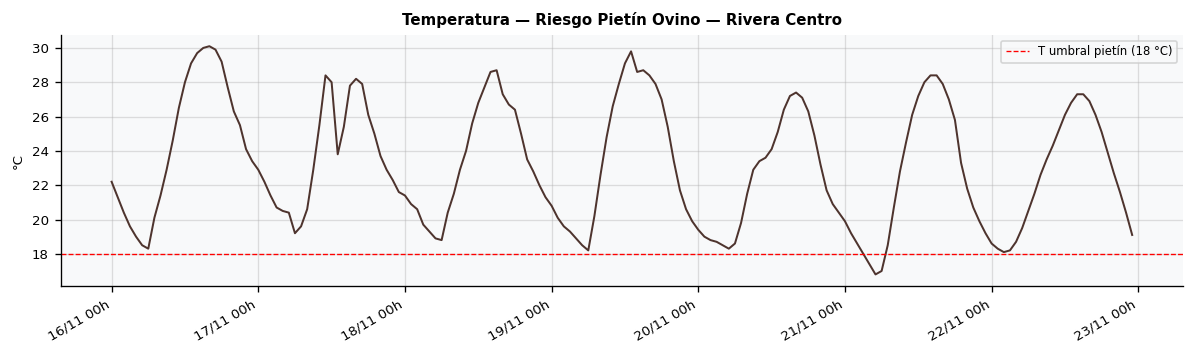 Temperatura — Riesgo Pietín Ovino — Rivera Centro
T umbral pietín (18 °C)
°C
30
28
26
24
22
20
18
16/11 00h
17/11 00h
18/11 00h
19/11 00h
20/11 00h
21/11 00h
22/11 00h
23/11 00h